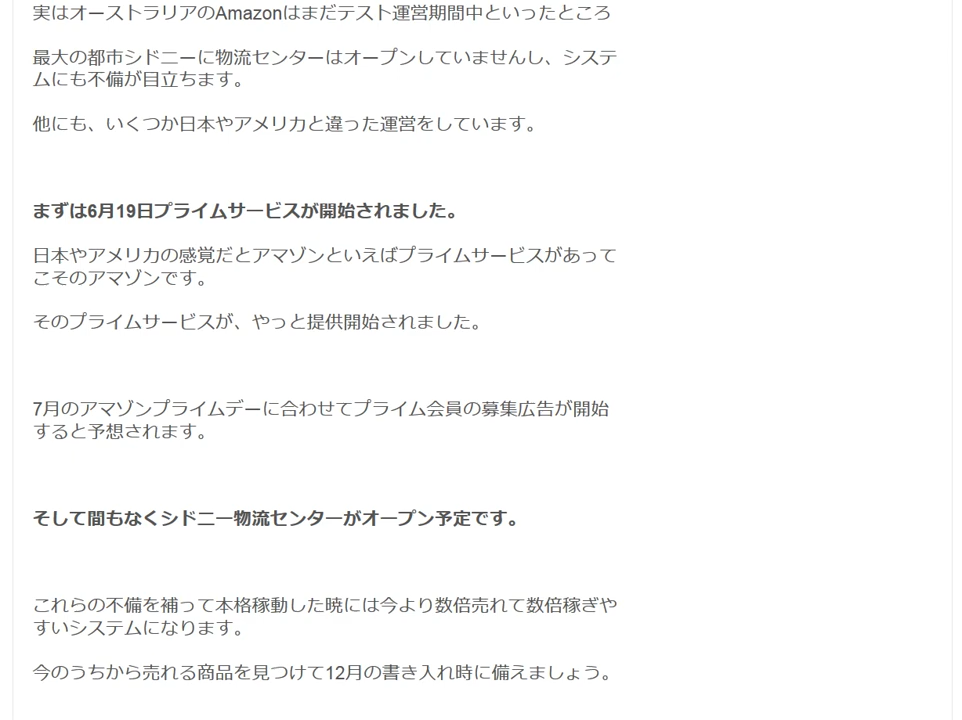 実はオーストラリアのAmazonはまだテスト運営期間中といったところ
最大の都市シドニーに物流センターはオープンしていませんし、システ
ムにも不備が目立ちます。
他にも、いくつか日本やアメリカと違った運営をしています。
まずは6月19日プライムサービスが開始されました。
日本やアメリカの感覚だとアマゾンといえばプライムサービスがあって
こそのアマゾンです。
そのプライムサービスが、やっと提供開始されました。
7月のアマゾンプライムデーに合わせてプライム会員の募集広告が開始
すると予想されます。
そして間もなくシドニー物流センターがオープン予定です。
これらの不備を補って本格稼動した暁には今より数倍売れて数倍稼ぎや
すいシステムになります。
今のうちから売れる商品を見つけて12月の書き入れ時に備えましょう。